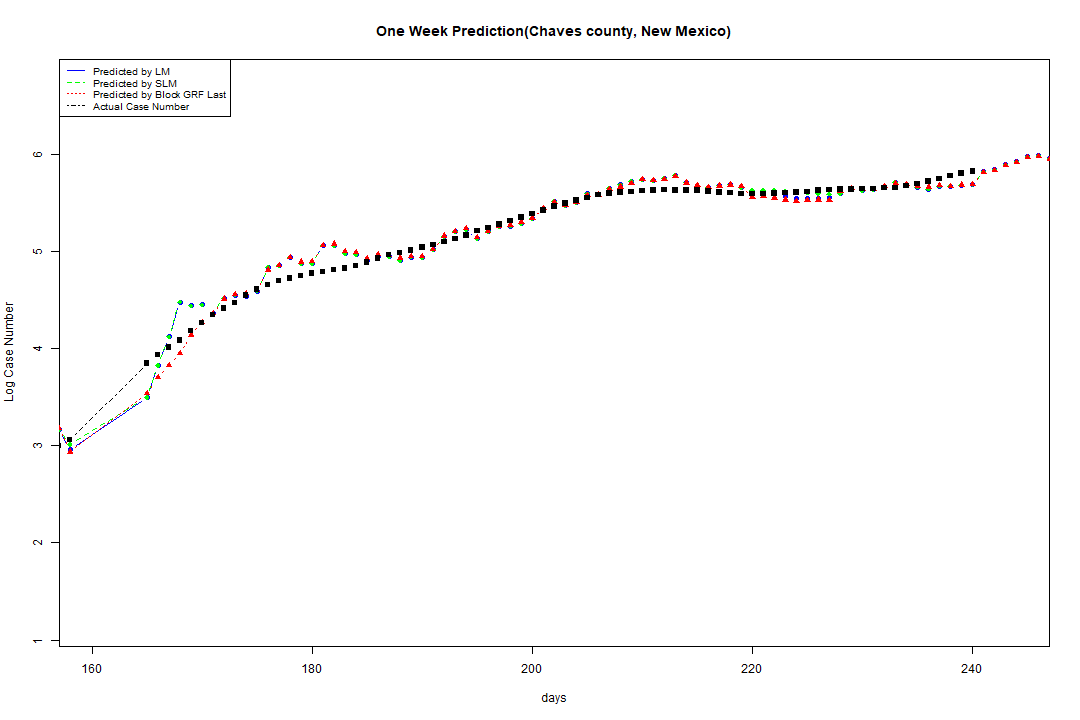 One Week Prediction(Chaves county, New Mexico)
Predicted by LM
Predicted by SLM
Predicted by Block GRF Last
Actual Case Number
6
5
4
3
2
1
Log Case Number
160 180 200 220 240
days